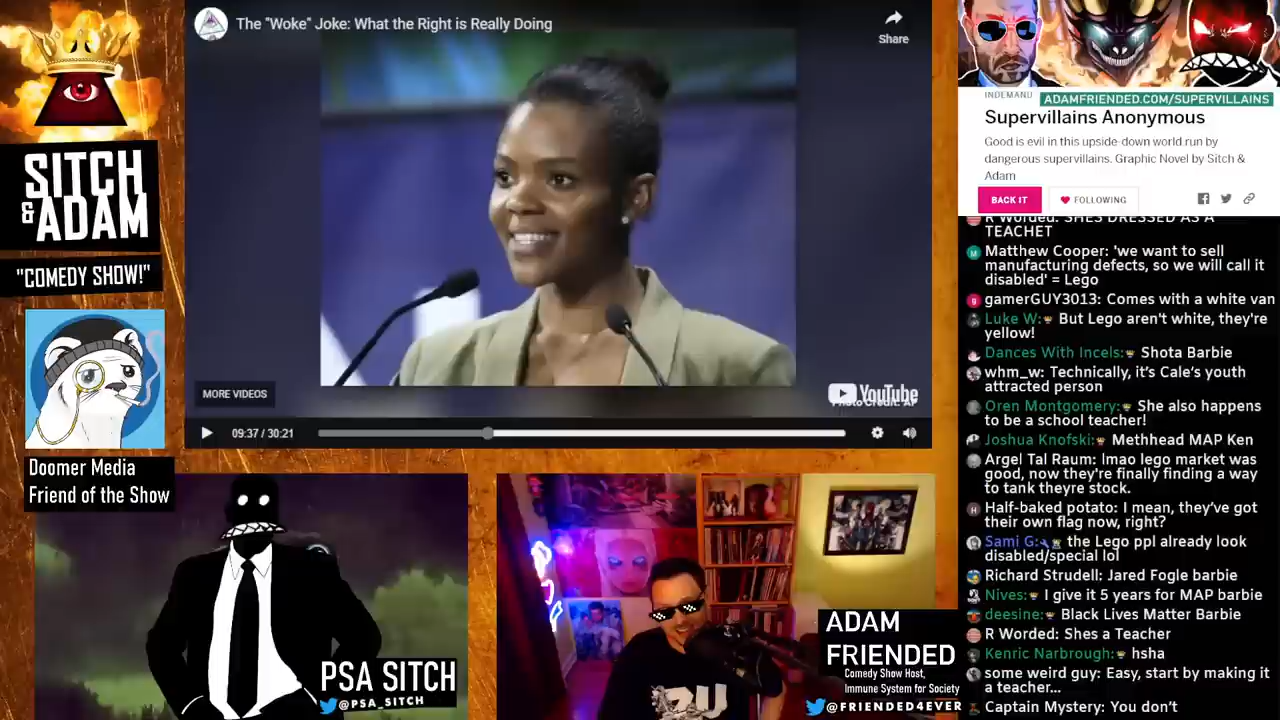 The "Woke" Joke: What the Right is Really Doing
Share
MORE VIDEOS
YouTube
09:37 / 30:21
SITCH
& ADAM
"COMEDY SHOW!"
Doomer Media
Friend of the Show
PSA SITCH
@PSA_SITCH
ADAM
FRIENDED
Comedy Show Host,
Immune System for Society
@FRIENDED4EVER
INDEMAND
ADAMFRIENDED.COM/SUPERVILLAINS
Supervillains Anonymous
Good is evil in this upside-down world run by
dangerous supervillains. Graphic Novel by Sitch &
Adam
BACK IT
FOLLOWING
R Worded: SHES DRESSED AS A
TEACHET
Matthew Cooper: 'we want to sell
manufacturing defects, so we will call it
disabled' = Lego
gamerGUY3013: Comes with a white van
Luke W: But Lego aren't white, they're
yellow!
Dances With Incels: Shota Barbie
whm_w: Technically, it's Cale's youth
attracted person
Oren Montgomery: She also happens
to be a school teacher!
Joshua Knofski: Methhead MAP Ken
Argel Tal Raum: lmao lego market was
good, now they're finally finding a way
to tank theyre stock.
Half-baked potato: I mean, they've got
their own flag now, right?
Sami G: the Lego ppl already look
disabled/special lol
Richard Strudell: Jared Fogle barbie
Nives: I give it 5 years for MAP barbie
deesine: Black Lives Matter Barbie
R Worded: Shes a Teacher
Kenric Narbrough: hsha
some weird guy: Easy, start by making it
a teacher...
Captain Mystery: You don't